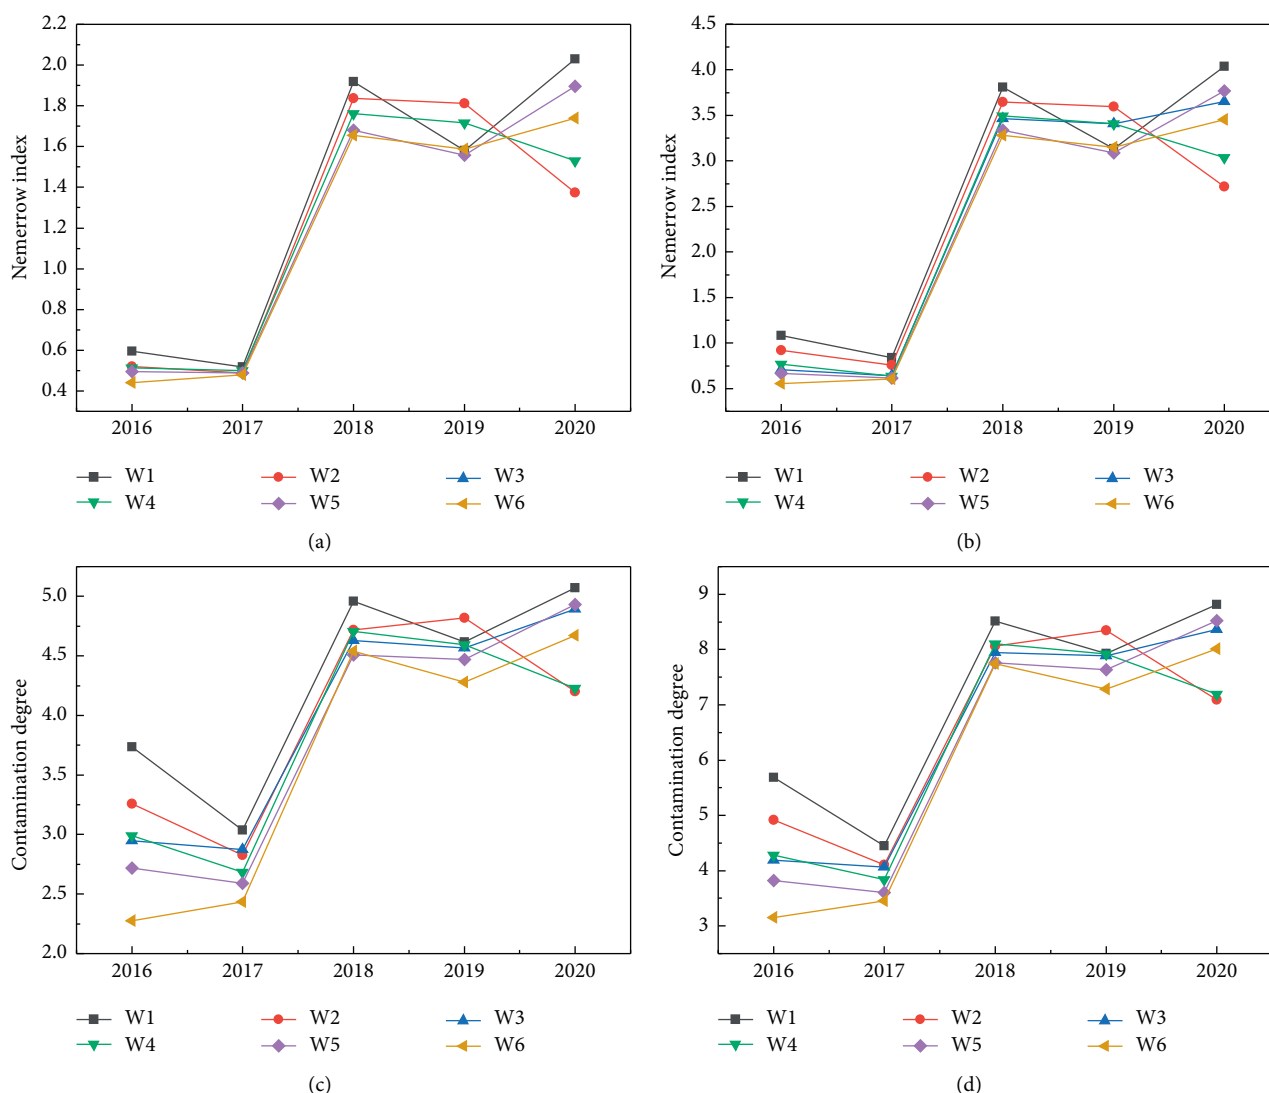 2.2
2.0
1.8
1.6
1.4
1.2
1.0
0.8
0.6
0.4
Nemerrow index
2016 2017 2018 2019 2020
W1 W2 W3
W4 W5 W6
(a)
4.5
4.0
3.5
3.0
2.5
2.0
1.5
1.0
0.5
Nemerrow index
2016 2017 2018 2019 2020
W1 W2 W3
W4 W5 W6
(b)
5.0
4.5
4.0
3.5
3.0
2.5
2.0
Contamination degree
2016 2017 2018 2019 2020
W1 W2 W3
W4 W5 W6
(c)
9
8
7
6
5
4
3
Contamination degree
2016 2017 2018 2019 2020
W1 W2 W3
W4 W5 W6
(d)